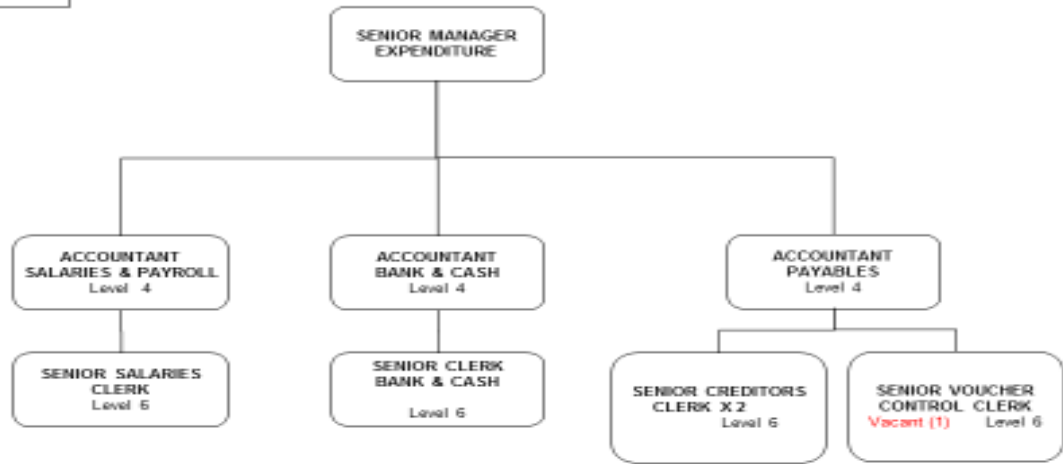 SENIOR MANAGER
EXPENDITURE
ACCOUNTANT
SALARIES & PAYROLL
Level 4
ACCOUNTANT
BANK & CASH
Level 4
ACCOUNTANT
PAYABLES
Level 4
SENIOR SALARIES
CLERK
Level 6
SENIOR CLERK
BANK & CASH
Level 6
SENIOR CREDITORS
CLERK X 2
Level 6
SENIOR VOUCHER
CONTROL CLERK
Vacant (1) Level 6